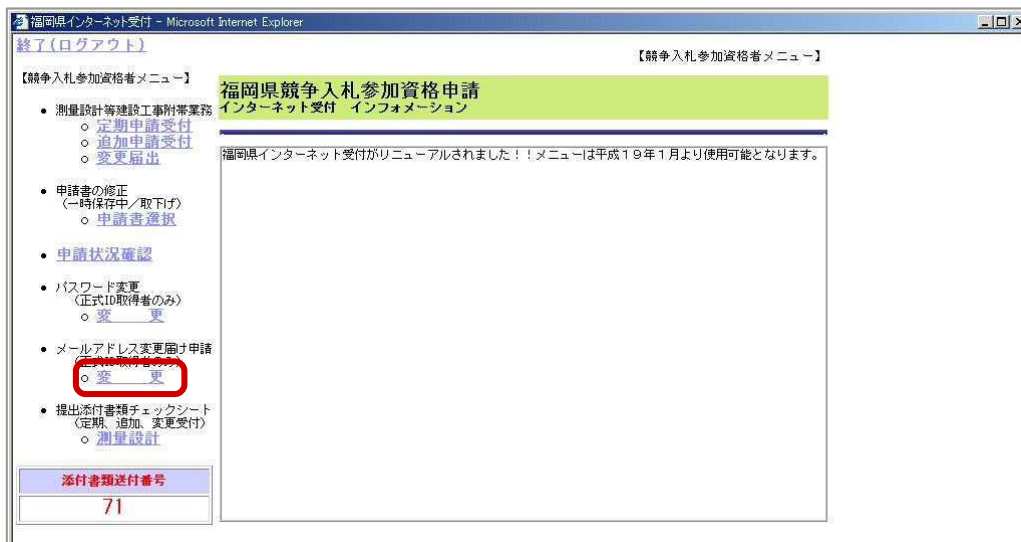 福岡県インターネット受付 - Microsoft Internet Explorer
終了(ログアウト)
【競争入札参加資格者メニュー】
【競争入札参加資格者メニュー】
測量設計等建設工事附帯業務
定期申請受付
追加申請受付
変更届出
申請書の修正
(一時保存中／取下げ)
申請書選択
申請状況確認
パスワード変更
(正式ID取得者のみ)
変　　更
メールアドレス変更届け申請
(正式ID取得者のみ)
変　　更
提出添付書類チェックシート
(定期、追加、変更受付)
測量設計
添付書類送付番号
71
福岡県競争入札参加資格申請
インターネット受付　インフォメーション
福岡県インターネット受付がリニューアルされました！！メニューは平成１９年１月より使用可能となります。